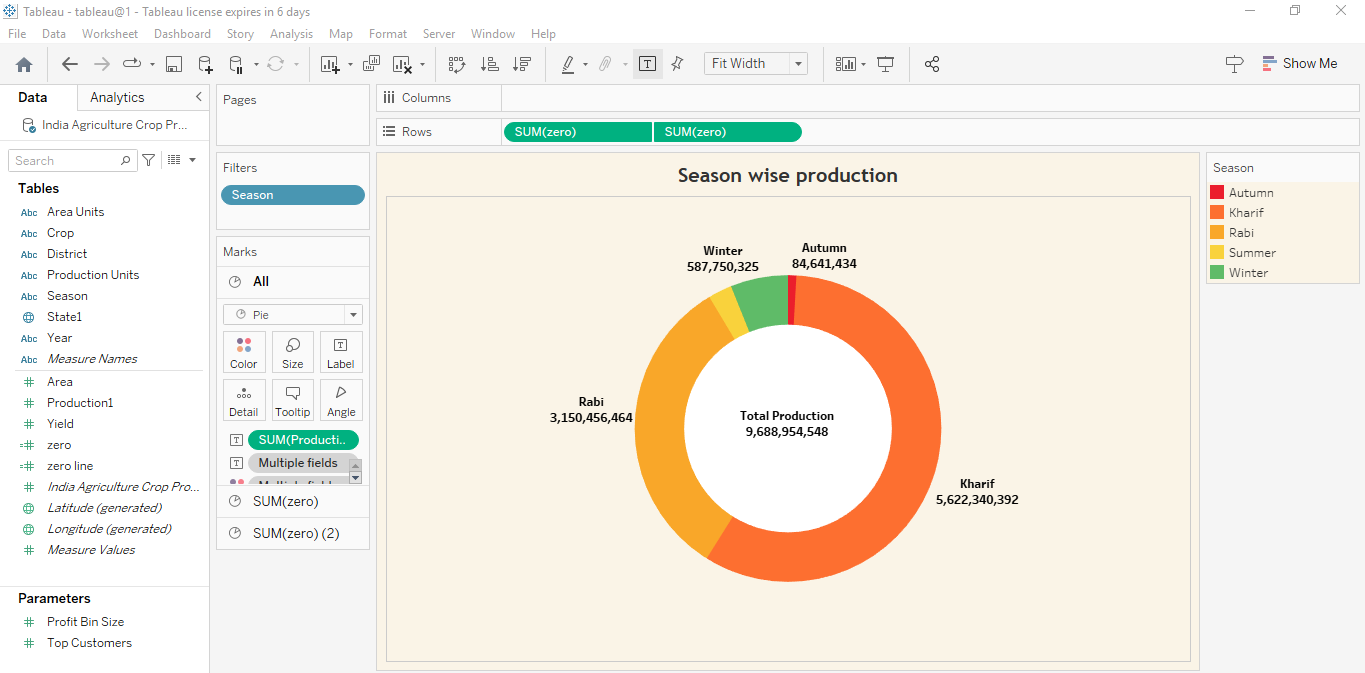 Tableau - tableau@1 - Tableau license expires in 6 days
File Data Worksheet Dashboard Story Analysis Map Format Server Window Help
Fit Width
Show Me
Data Analytics
India Agriculture Crop Pr...
Search
Tables
Abc Area Units
Abc Crop
Abc District
Abc Production Units
Abc Season
State1
Abc Year
Abc Measure Names
Area
Production1
Yield
zero
zero line
India Agriculture Crop Pro...
Latitude (generated)
Longitude (generated)
Measure Values
Parameters
Profit Bin Size
Top Customers
Pages
Filters
Season
Marks
All
Pie
Color Size Label
Detail Tooltip Angle
SUM(Producti..
Multiple fields
SUM(zero)
SUM(zero) (2)
Columns
Rows SUM(zero) SUM(zero)
Season wise production
Winter
587,750,325
Autumn
84,641,434
Rabi
3,150,456,464
Total Production
9,688,954,548
Kharif
5,622,340,392
Season
Autumn
Kharif
Rabi
Summer
Winter